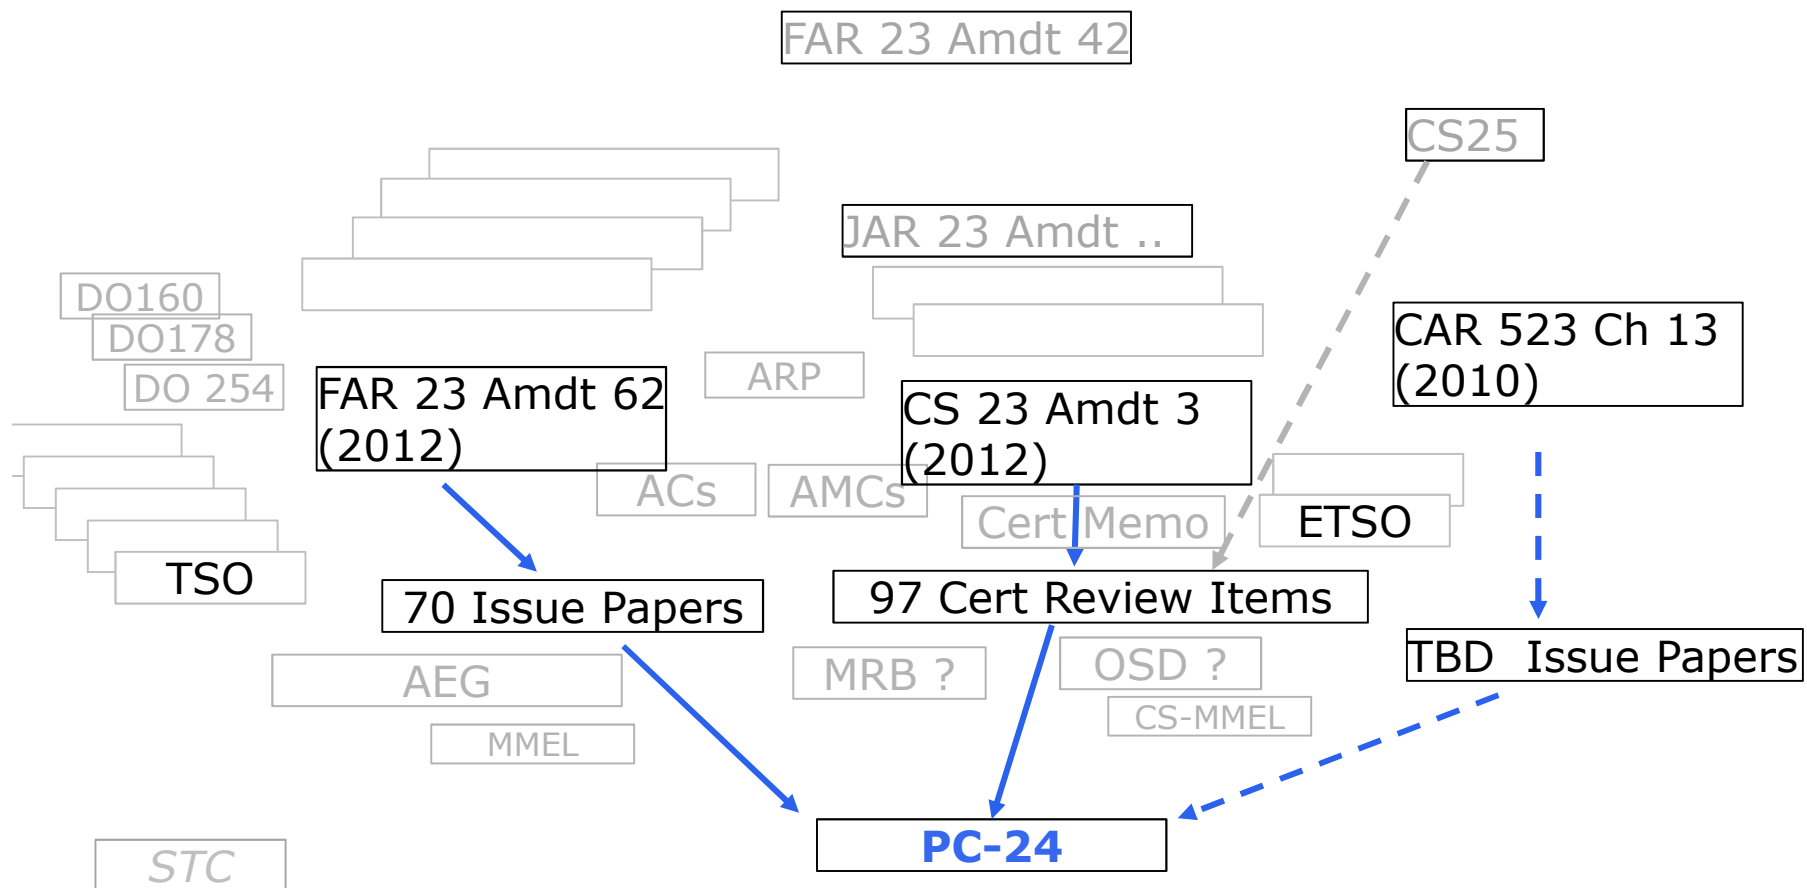 FAR 23 Amdt 42
CS25
JAR 23 Amdt ..
DO160
DO178
DO 254
CAR 523 Ch 13
(2010)
ARP
FAR 23 Amdt 62
(2012)
CS 23 Amdt 3
(2012)
ACs
AMCs
Cert Memo
ETSO
TSO
70 Issue Papers
97 Cert Review Items
TBD  Issue Papers
AEG
MRB ?
OSD ?
CS-MMEL
MMEL
PC-24
STC